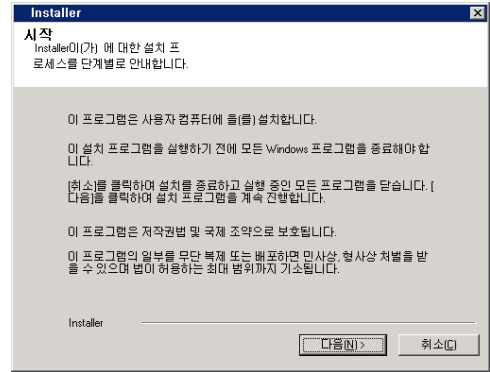 Installer
시작
Installer이(가) 에 대한 설치 프
로세스를 단계별로 안내합니다.
이 프로그램은 사용자 컴퓨터에 을(를) 설치합니다.
이 설치 프로그램을 실행하기 전에 모든 Windows 프로그램을 종료해야 합
니다.
[취소]를 클릭하여 설치를 종료하고 실행 중인 모든 프로그램을 닫습니다. [
다음]을 클릭하여 설치 프로그램을 계속 진행합니다.
이 프로그램은 저작권법 및 국제 조약으로 보호됩니다.
이 프로그램의 일부를 무단 복제 또는 배포하면 민사상, 형사상 처벌을 받
을 수 있으며 법이 허용하는 최대 범위까지 기소됩니다.
Installer
다음(N) >
취소(C)